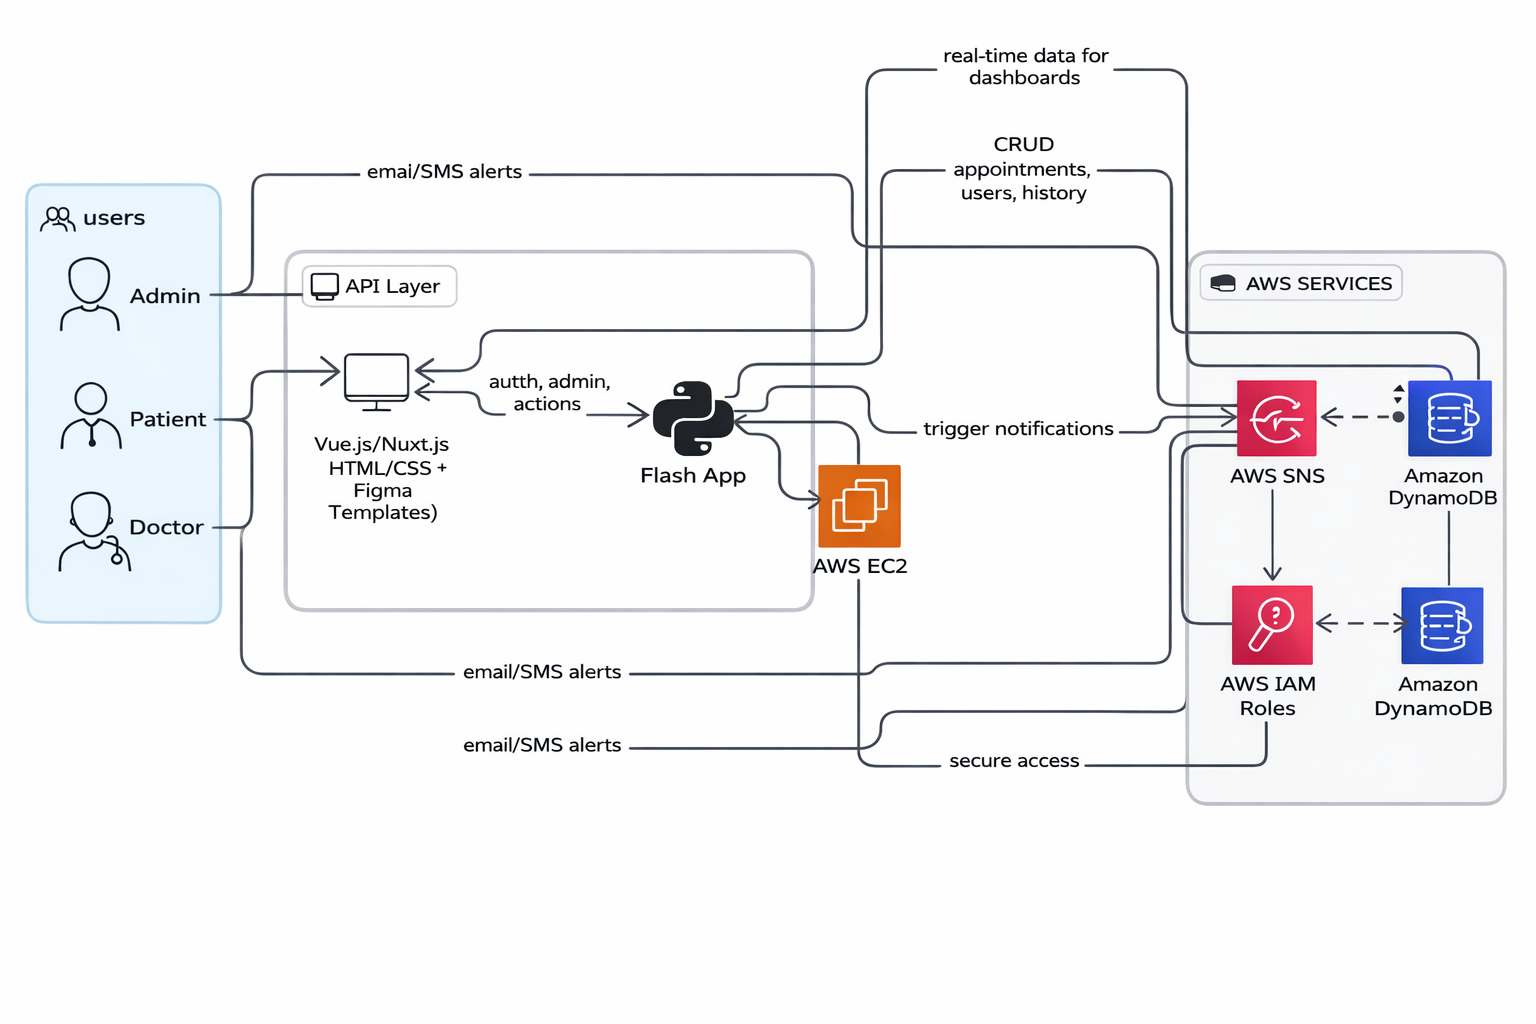 real-time data for
dashboards
CRUD
appointments,
users, history
emai/SMS alerts
users
Admin
Patient
Doctor
API Layer
Vue.js/Nuxt.js
HTML/CSS +
Figma
Templates)
autth, admin,
actions
Flash App
AWS EC2
trigger notifications
AWS SERVICES
AWS SNS
Amazon
DynamoDB
AWS IAM
Roles
Amazon
DynamoDB
email/SMS alerts
email/SMS alerts
secure access